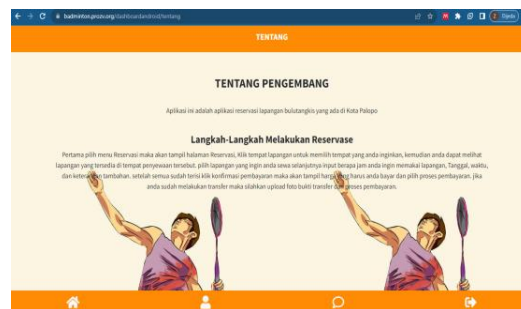 badminton.prozv.org/dashboardandroid/tentang
TENTANG
TENTANG PENGEMBANG
Aplikasi ini adalah aplikasi reservasi lapangan bulutangkis yang ada di Kota Palopo
Langkah-Langkah Melakukan Reservase
Pertama pilih menu Reservasi maka akan tampil halaman Reservasi, Klik tempat lapangan untuk memilih tempat yang anda inginkan, kemudian anda dapat melihat
lapangan yang tersedia di tempat penyewaan tersebut. pilih lapangan yang ingin anda sewa selanjutnya input berapa jam anda ingin memakai lapangan, Tanggal, waktu,
dan keterangan tambahan. setelah semua sudah terisi klik konfirmasi pembayaran maka akan tampil harga yang harus anda bayar dan pilih proses pembayaran. jika
anda sudah melakukan transfer maka silahkan upload foto bukti transfer dan proses pembayaran.